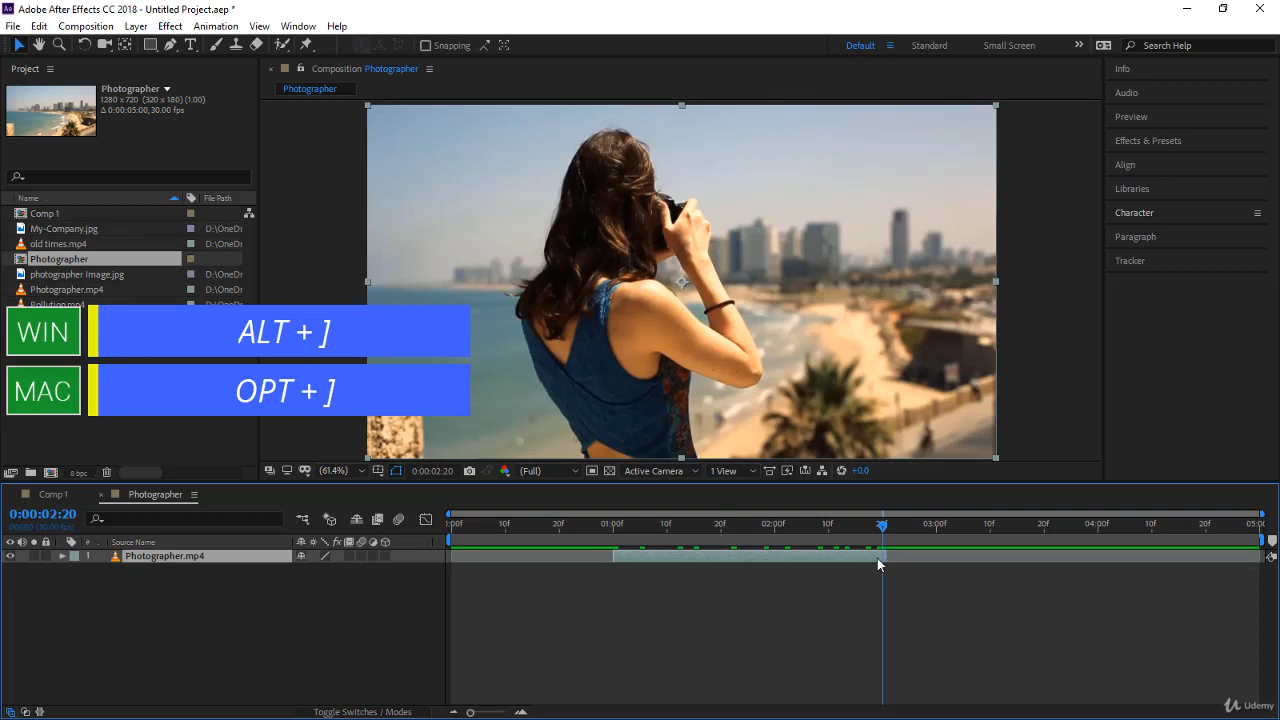 Adobe After Effects CC 2018 - Untitled Project.aep *
File Edit Composition Layer Effect Animation View Window Help
Snapping
Default Standard Small Screen Search Help
Project
Composition Photographer
Photographer
Photographer
1280 x 720 (320 x 180) (1.00)
Δ 0:00:05:00, 30.00 fps
Name File Path
Comp 1
My-Company.jpg D:\OneDr
old times.mp4 D:\OneDr
Photographer
photographer Image.jpg D:\OneDr
Photographer.mp4 D:\OneDr
Pollution.mp4 D:\OneDr
WIN ALT + ]
MAC OPT + ]
Info
Audio
Preview
Effects & Presets
Align
Libraries
Character
Paragraph
Tracker
8 bpc
(61.4%) 0:00:02:20 (Full) Active Camera 1 View +0.0
Comp 1 Photographer
0:00:02:20
00080 (30.00 fps)
:00f 10f 20f 01:00f 10f 20f 02:00f 10f 03:00f 10f 20f 04:00f 10f 20f 05:00
# Source Name
1 Photographer.mp4
Toggle Switches / Modes
Udemy